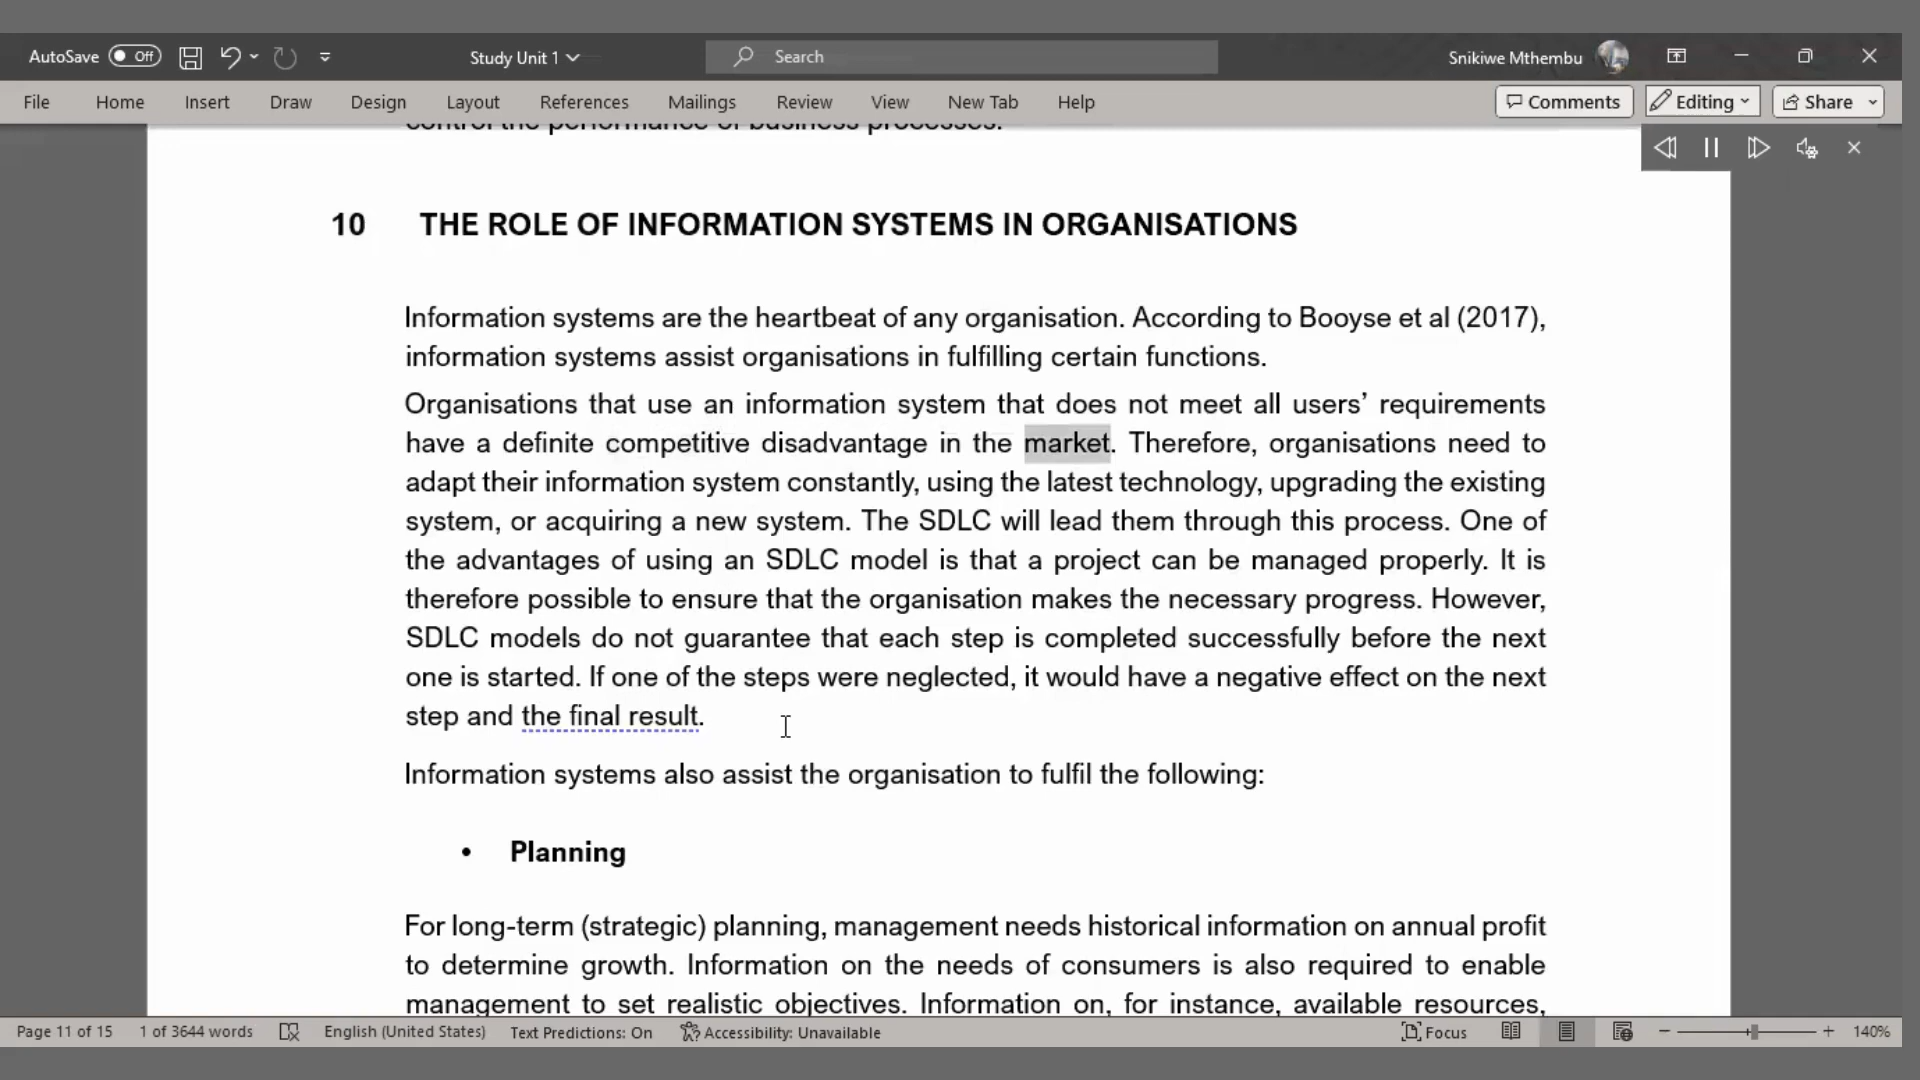 AutoSave Off Study Unit 1 Search Snikiwe Mthembu
File Home Insert Draw Design Layout References Mailings Review View New Tab Help Comments Editing Share
control the performance of business processes.
10 THE ROLE OF INFORMATION SYSTEMS IN ORGANISATIONS
Information systems are the heartbeat of any organisation. According to Booyse et al (2017),
information systems assist organisations in fulfilling certain functions.
Organisations that use an information system that does not meet all users’ requirements
have a definite competitive disadvantage in the market. Therefore, organisations need to
adapt their information system constantly, using the latest technology, upgrading the existing
system, or acquiring a new system. The SDLC will lead them through this process. One of
the advantages of using an SDLC model is that a project can be managed properly. It is
therefore possible to ensure that the organisation makes the necessary progress. However,
SDLC models do not guarantee that each step is completed successfully before the next
one is started. If one of the steps were neglected, it would have a negative effect on the next
step and the final result.
Information systems also assist the organisation to fulfil the following:
• Planning
For long-term (strategic) planning, management needs historical information on annual profit
to determine growth. Information on the needs of consumers is also required to enable
management to set realistic objectives. Information on, for instance, available resources,
Page 11 of 15 1 of 3644 words English (United States) Text Predictions: On Accessibility: Unavailable Focus 140%